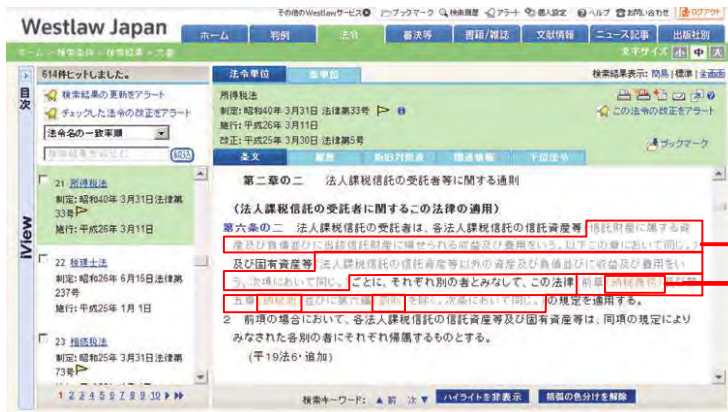 その他のWestlawサービス ブックマーク 検索履歴 アラート 個人設定 ヘルプ お問い合わせ ログアウト
Westlaw Japan
ホーム 判例 法令 審決等 書籍/雑誌 文献情報 ニュース記事 出版社別
ホーム > 検索条件 > 検索結果 > 文書
文字サイズ 小 中 大
614件ヒットしました。
法令単位 条単位
検索結果表示: 簡易 | 標準 | 全画面
目次
検索結果の更新をアラート
チェックした法令の改正をアラート
法令名の一致率順
絞込
所得税法
制定: 昭和40年 3月31日 法律第33号
施行: 平成26年 3月11日
改正: 平成25年 3月30日 法律第5号
この法令の改正をアラート
ブックマーク
条文 履歴 新旧対照表 関連情報 下位法令
iView
21 所得税法
制定: 昭和40年 3月31日法律第33号
施行: 平成26年 3月11日
22 税理士法
制定: 昭和26年 6月15日法律第237号
施行: 平成26年 1月 1日
23 相続税法
制定: 昭和25年 3月31日法律第73号
1 2 3 4 5 6 7 8 9 10
第二章の二 法人課税信託の受託者等に関する通則
(法人課税信託の受託者に関するこの法律の適用)
第六条の二 法人課税信託の受託者は、各法人課税信託の信託資産等(信託財産に属する資
産及び負債並びに当該信託財産に帰せられる収益及び費用をいう。以下この章において同じ。)
及び固有資産等(法人課税信託の信託資産等以外の資産及び負債並びに収益及び費用をい
う。次項において同じ。)ごとに、それぞれ別の者とみなして、この法律(前章(納税義務)及び第
五章(納税地)並びに第六編(罰則)を除く。次条において同じ。)の規定を適用する。
2 前項の場合において、各法人課税信託の信託資産等及び固有資産等は、同項の規定により
みなされた各別の者にそれぞれ帰属するものとする。
(平19法6・追加)
検索キーワード: ▲ 前 次 ▼ ハイライトを非表示 括弧の色分けを解除